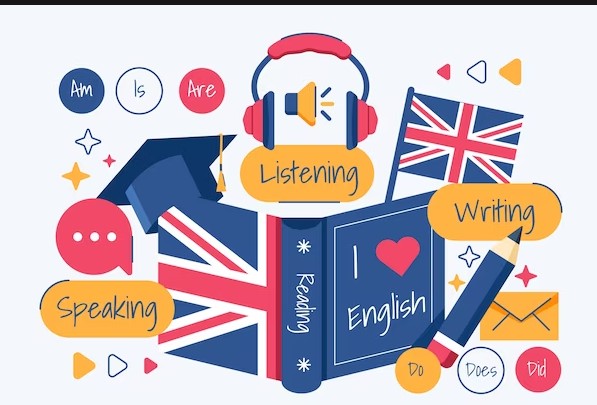 Am Is Are
Listening
Writing
Speaking
Reading
I
English
Do Does Did